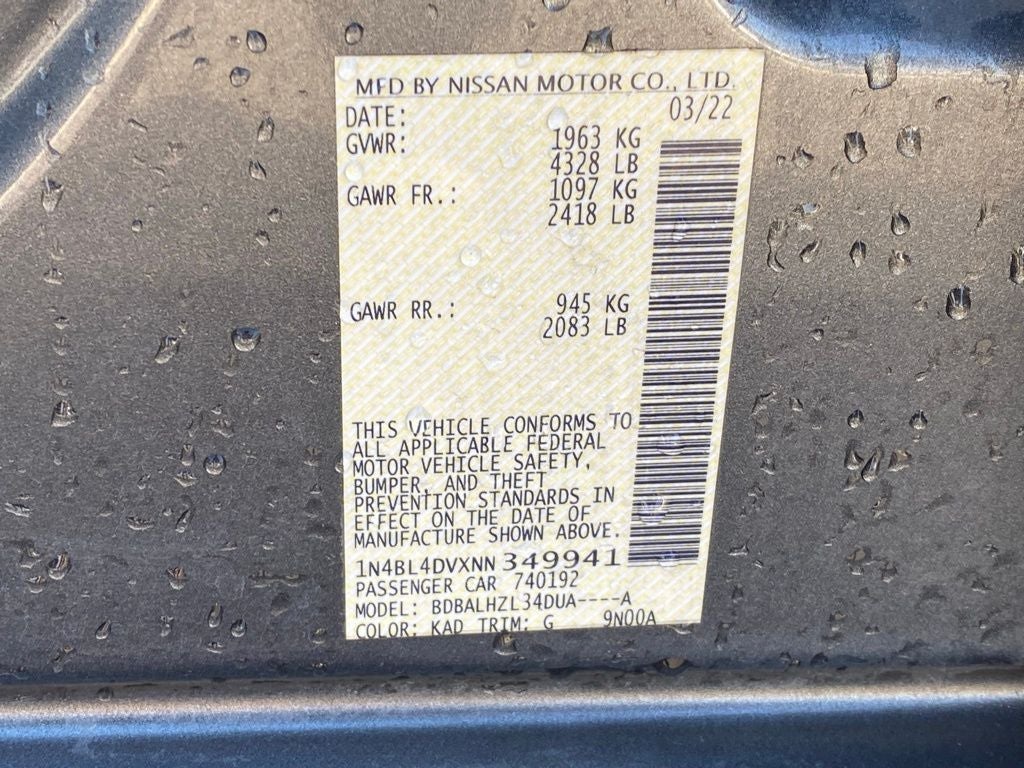 MFD BY NISSAN MOTOR CO., LTD.
DATE: 03/22
GVWR: 1963 KG
4328 LB
GAWR FR.: 1097 KG
2418 LB
GAWR RR.: 945 KG
2083 LB
THIS VEHICLE CONFORMS TO
ALL APPLICABLE FEDERAL
MOTOR VEHICLE SAFETY,
BUMPER, AND THEFT
PREVENTION STANDARDS IN
EFFECT ON THE DATE OF
MANUFACTURE SHOWN ABOVE.
1N4BL4DVXNN 349941
PASSENGER CAR 740192
MODEL: BDBALHZL34DUA----A
COLOR: KAD TRIM: G 9N00A